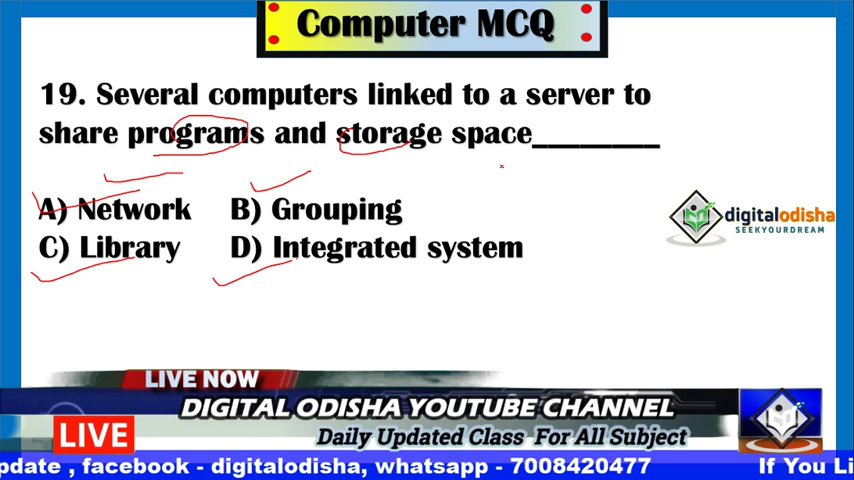 Computer MCQ
19. Several computers linked to a server to
share programs and storage space_________
A) Network B) Grouping
C) Library D) Integrated system
digitalodisha
SEEKYOURDREAM
LIVE NOW
DIGITAL ODISHA YOUTUBE CHANNEL
LIVE
Daily Updated Class For All Subject
pdate , facebook - digitalodisha, whatsapp - 7008420477 If You Li